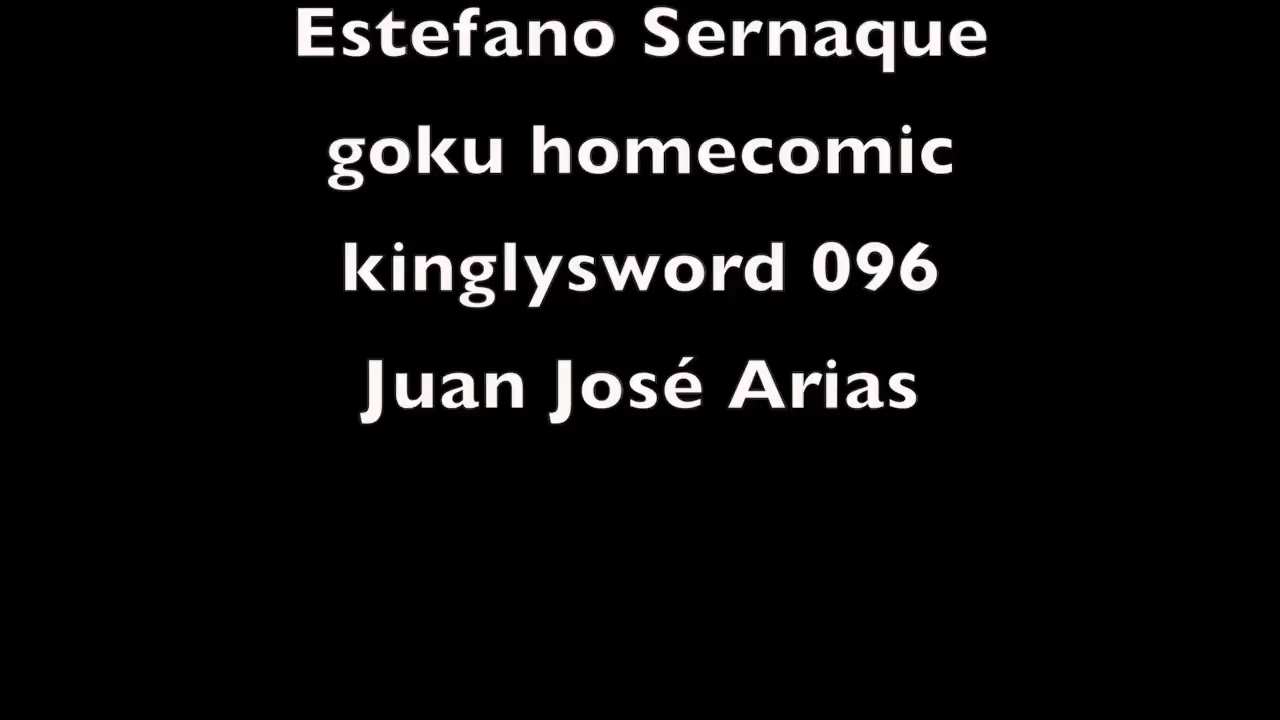 Estefano Sernaque
goku homecomic
kinglysword 096
Juan José Arias